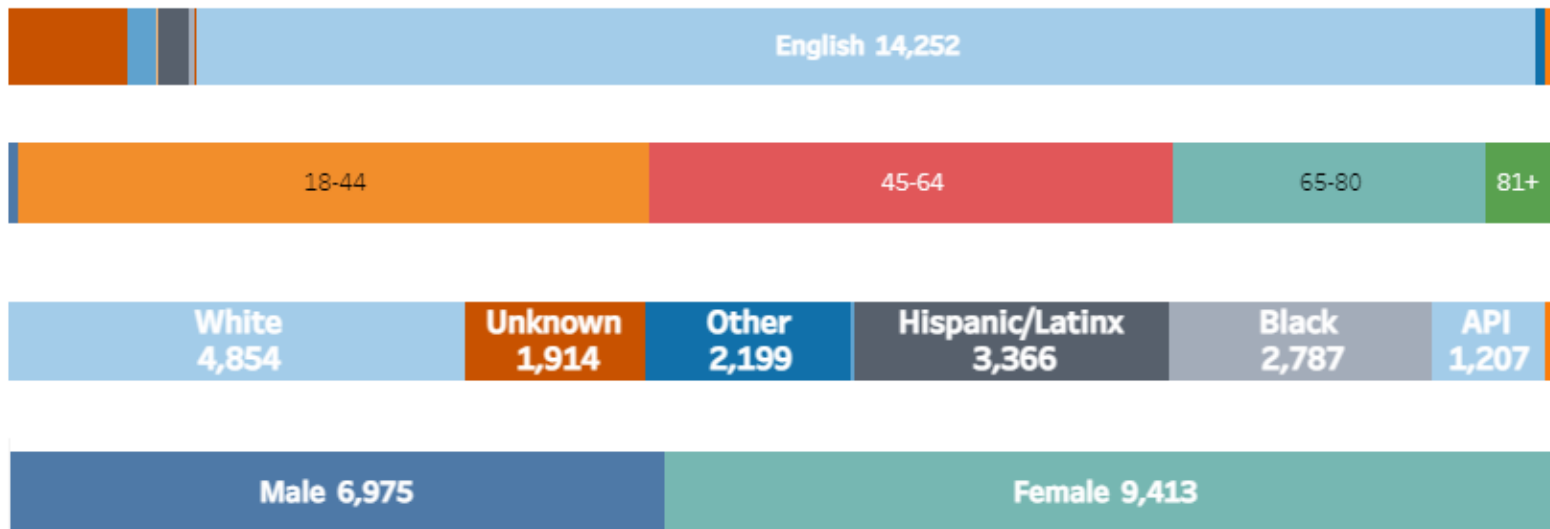 English 14,252
18-44 45-64 65-80 81+
White Unknown Other Hispanic/Latinx Black API
4,854 1,914 2,199 3,366 2,787 1,207
Male 6,975 Female 9,413